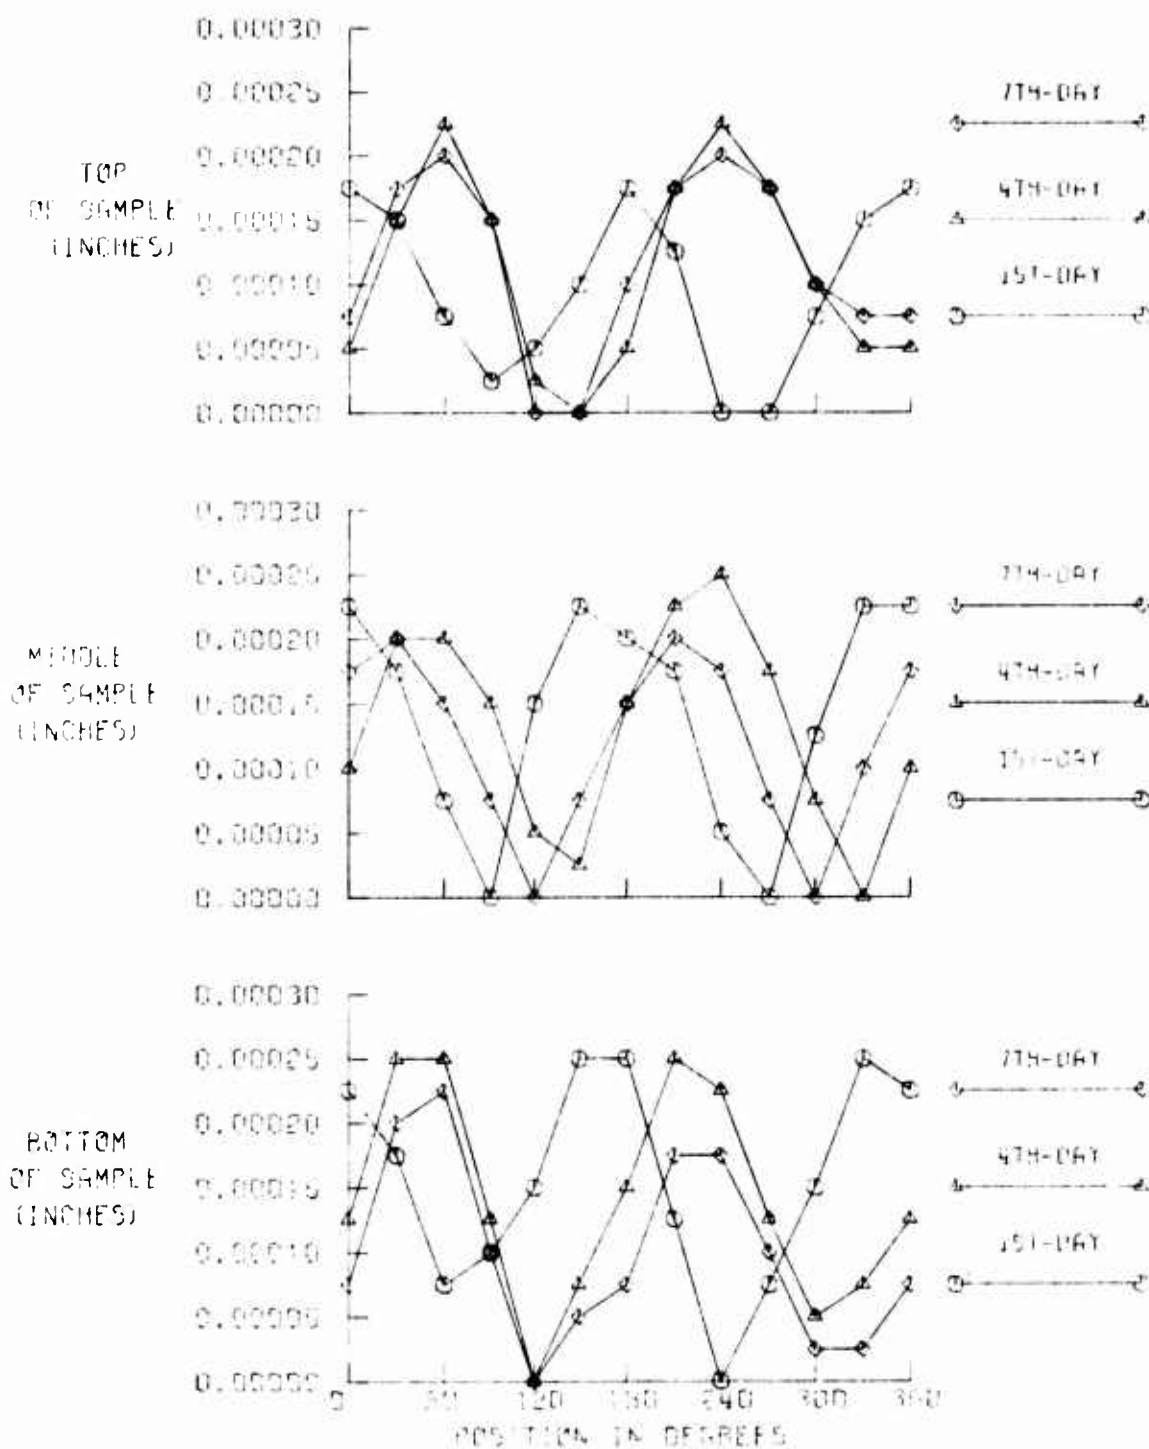 0.00030
0.00025
0.00020
0.00015
0.00010
0.00005
0.00000
TOP
OF SAMPLE
(INCHES)
7TH-DAY
4TH-DAY
1ST-DAY
0.00030
0.00025
0.00020
0.00015
0.00010
0.00005
0.00000
MIDDLE
OF SAMPLE
(INCHES)
7TH-DAY
4TH-DAY
1ST-DAY
0.00030
0.00025
0.00020
0.00015
0.00010
0.00005
0.00000
BOTTOM
OF SAMPLE
(INCHES)
7TH-DAY
4TH-DAY
1ST-DAY
0 60 120 180 240 300 360
POSITION IN DEGREES